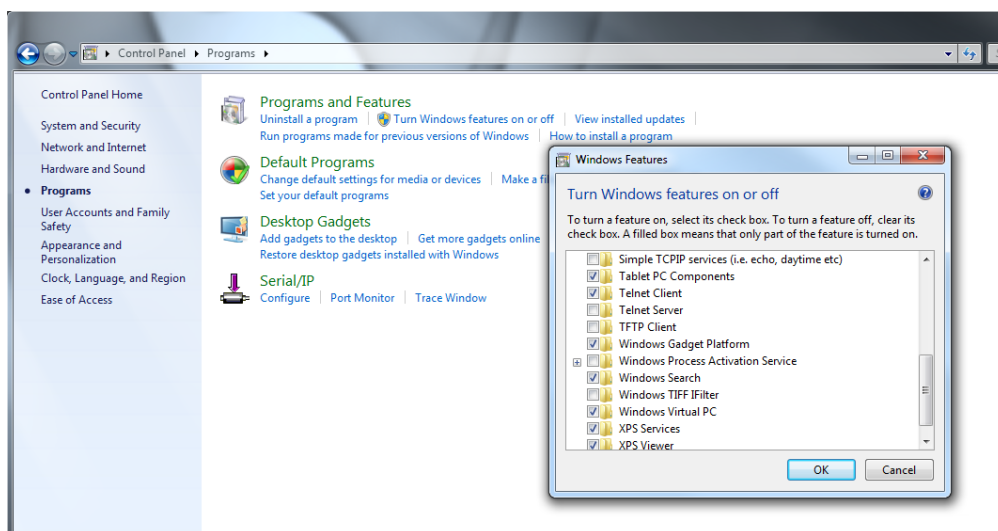 Control Panel ▸ Programs ▸
Control Panel Home
System and Security
Network and Internet
Hardware and Sound
Programs
User Accounts and Family
Safety
Appearance and
Personalization
Clock, Language, and Region
Ease of Access
Programs and Features
Uninstall a program | Turn Windows features on or off | View installed updates |
Run programs made for previous versions of Windows | How to install a program
Default Programs
Change default settings for media or devices | Make a
Set your default programs
Desktop Gadgets
Add gadgets to the desktop | Get more gadgets online
Restore desktop gadgets installed with Windows
Serial/IP
Configure | Port Monitor | Trace Window
Windows Features
Turn Windows features on or off
To turn a feature on, select its check box. To turn a feature off, clear its
check box. A filled box means that only part of the feature is turned on.
Simple TCPIP services (i.e. echo, daytime etc)
Tablet PC Components
Telnet Client
Telnet Server
TFTP Client
Windows Gadget Platform
Windows Process Activation Service
Windows Search
Windows TIFF IFilter
Windows Virtual PC
XPS Services
XPS Viewer
OK Cancel